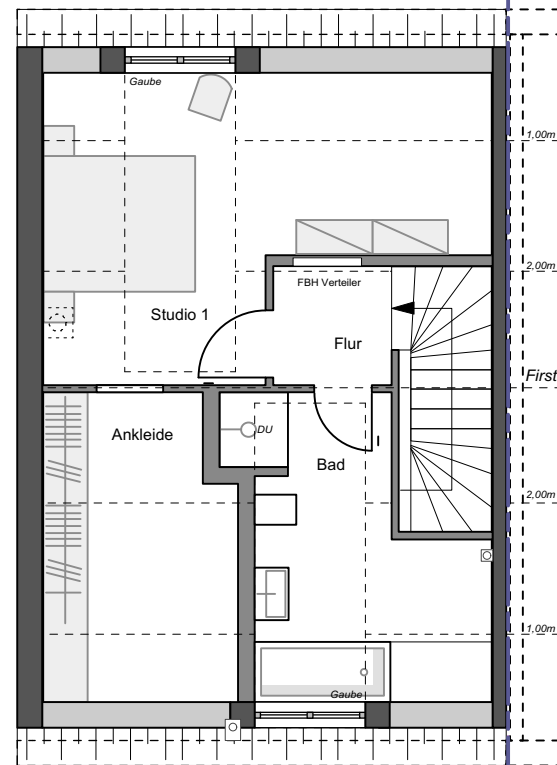 Gaube
1,00m
2,00m
FBH Verteiler
Studio 1
Flur
First
DU
Ankleide
Bad
2,00m
1,00m
Gaube